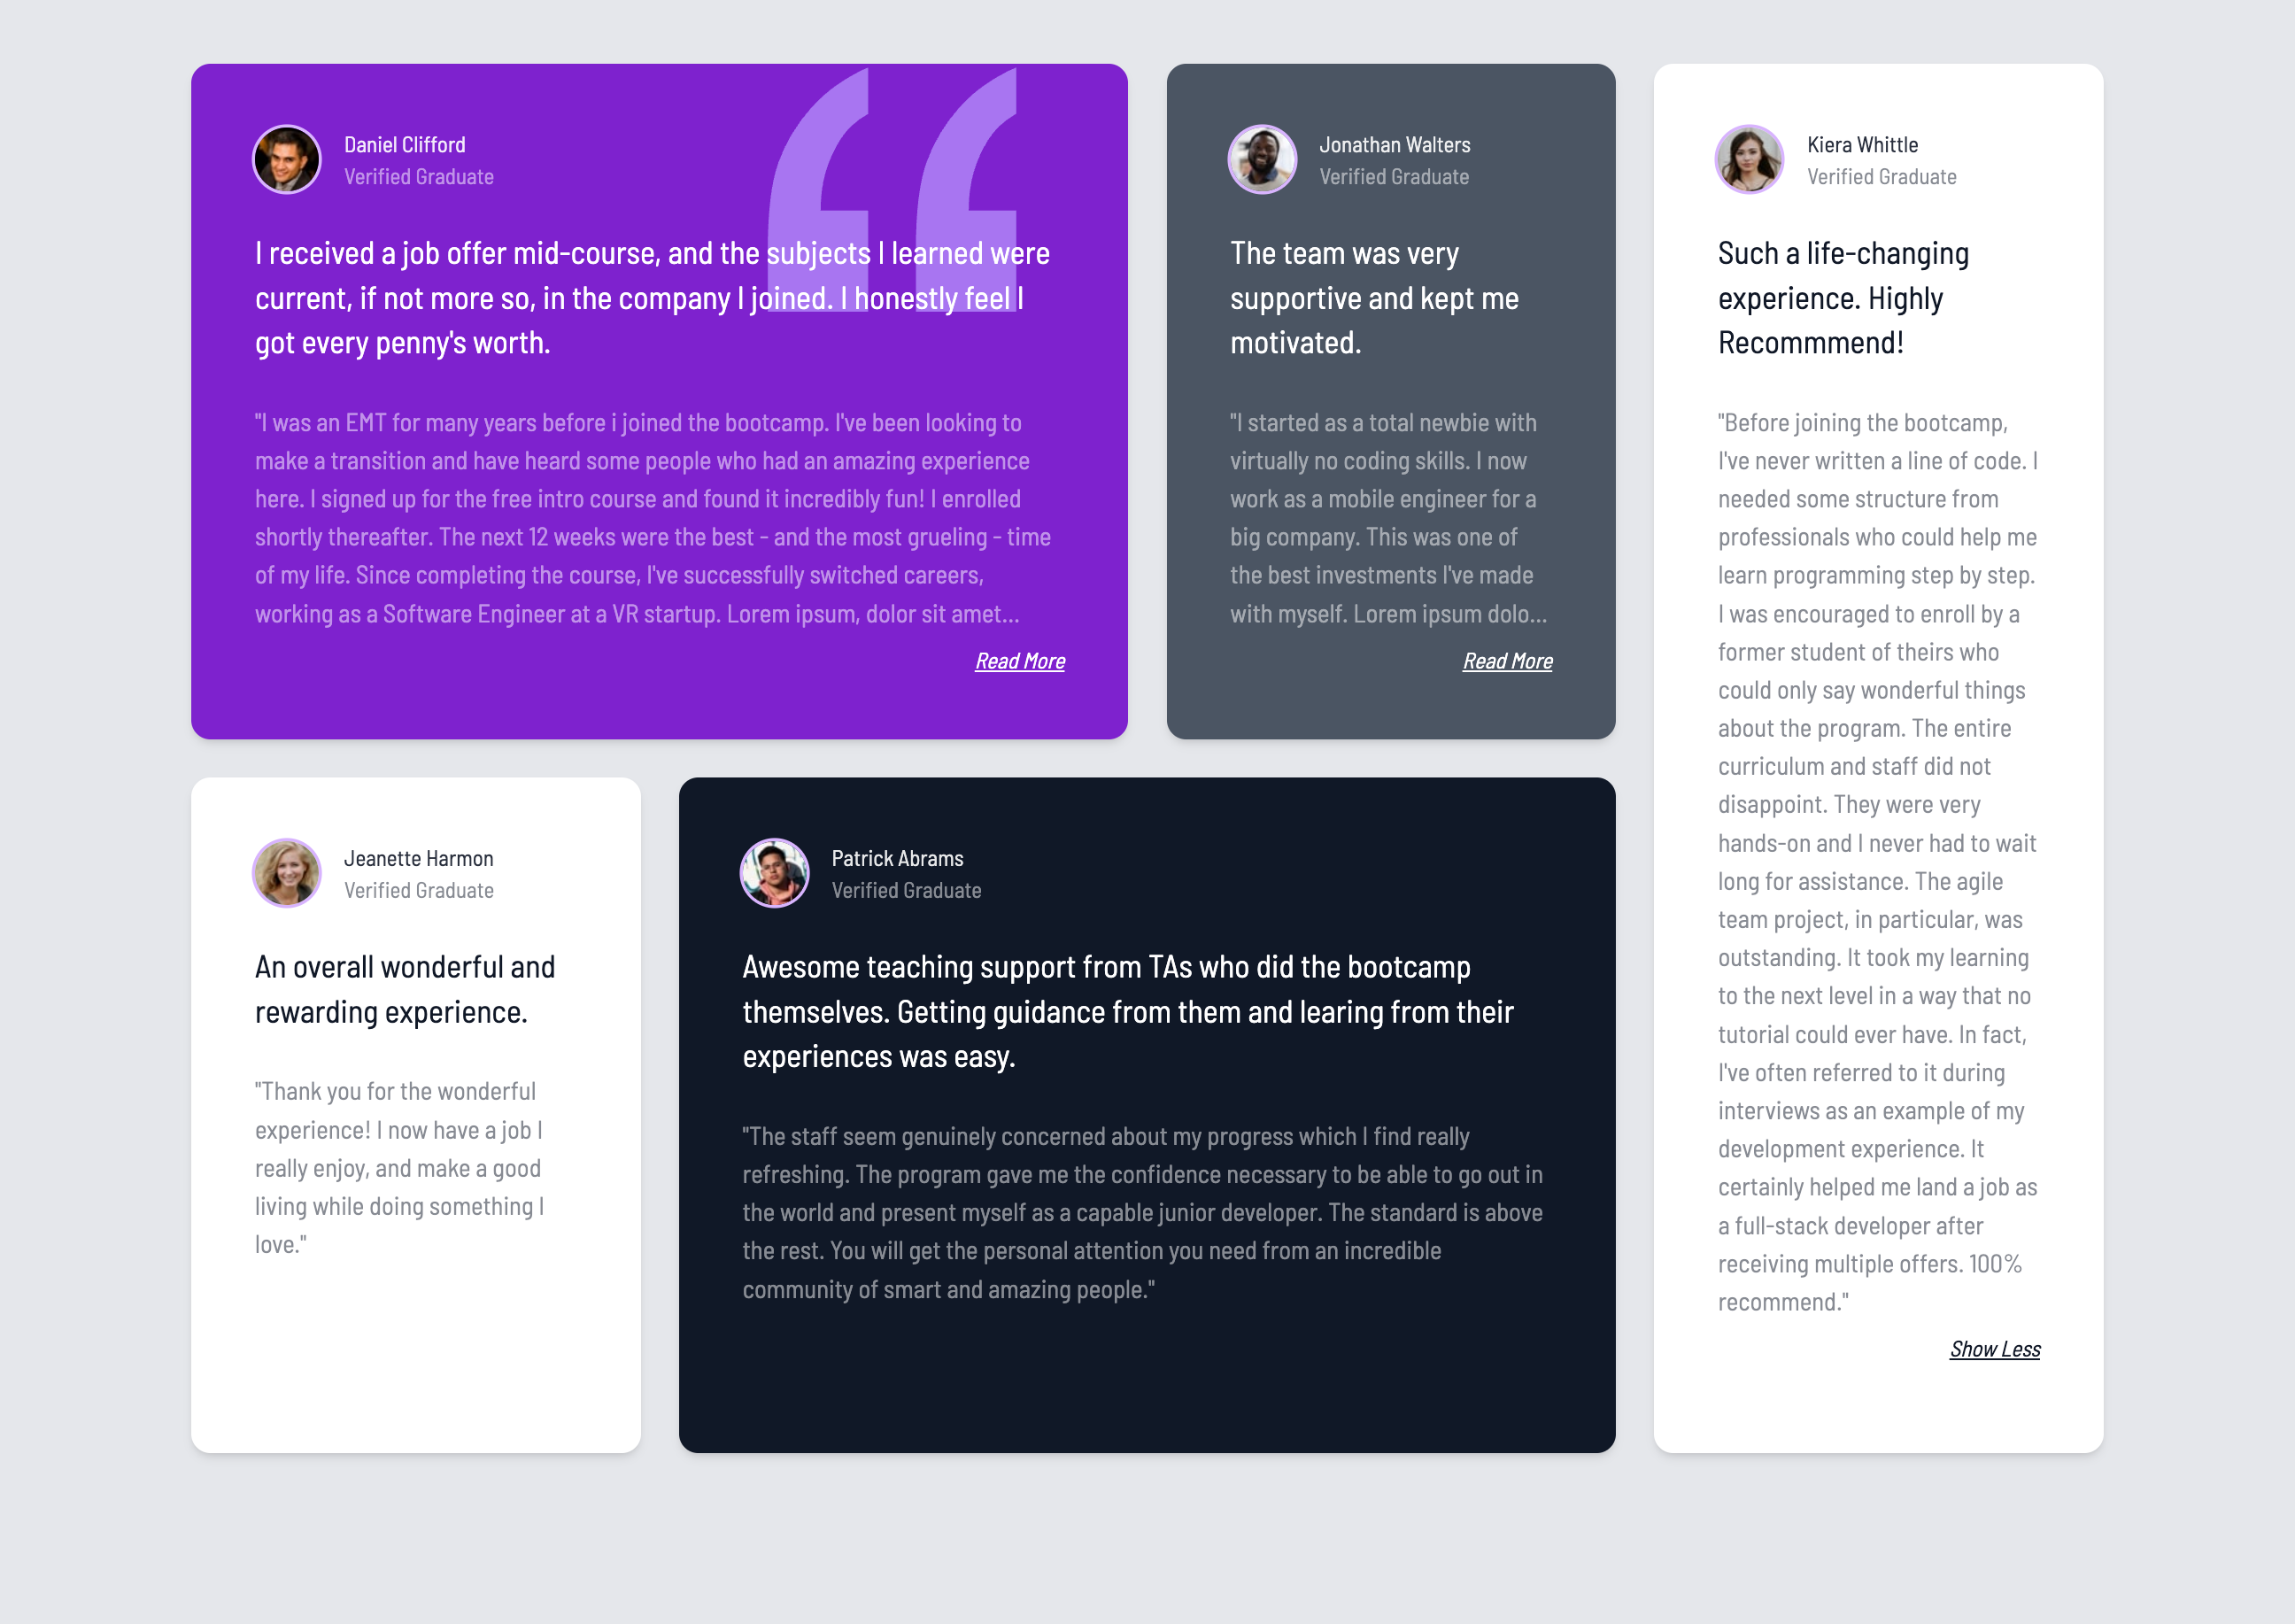 Daniel Clifford
Verified Graduate
I received a job offer mid-course, and the subjects I learned were
current, if not more so, in the company I joined. I honestly feel I
got every penny's worth.
"I was an EMT for many years before i joined the bootcamp. I've been looking to
make a transition and have heard some people who had an amazing experience
here. I signed up for the free intro course and found it incredibly fun! I enrolled
shortly thereafter. The next 12 weeks were the best - and the most grueling - time
of my life. Since completing the course, I've successfully switched careers,
working as a Software Engineer at a VR startup. Lorem ipsum, dolor sit amet...
Read More
Jonathan Walters
Verified Graduate
The team was very
supportive and kept me
motivated.
"I started as a total newbie with
virtually no coding skills. I now
work as a mobile engineer for a
big company. This was one of
the best investments I've made
with myself. Lorem ipsum dolo...
Read More
Kiera Whittle
Verified Graduate
Such a life-changing
experience. Highly
Recommmend!
"Before joining the bootcamp,
I've never written a line of code. I
needed some structure from
professionals who could help me
learn programming step by step.
I was encouraged to enroll by a
former student of theirs who
could only say wonderful things
about the program. The entire
curriculum and staff did not
disappoint. They were very
hands-on and I never had to wait
long for assistance. The agile
team project, in particular, was
outstanding. It took my learning
to the next level in a way that no
tutorial could ever have. In fact,
I've often referred to it during
interviews as an example of my
development experience. It
certainly helped me land a job as
a full-stack developer after
receiving multiple offers. 100%
recommend."
Show Less
Jeanette Harmon
Verified Graduate
An overall wonderful and
rewarding experience.
"Thank you for the wonderful
experience! I now have a job I
really enjoy, and make a good
living while doing something I
love."
Patrick Abrams
Verified Graduate
Awesome teaching support from TAs who did the bootcamp
themselves. Getting guidance from them and learing from their
experiences was easy.
"The staff seem genuinely concerned about my progress which I find really
refreshing. The program gave me the confidence necessary to be able to go out in
the world and present myself as a capable junior developer. The standard is above
the rest. You will get the personal attention you need from an incredible
community of smart and amazing people."